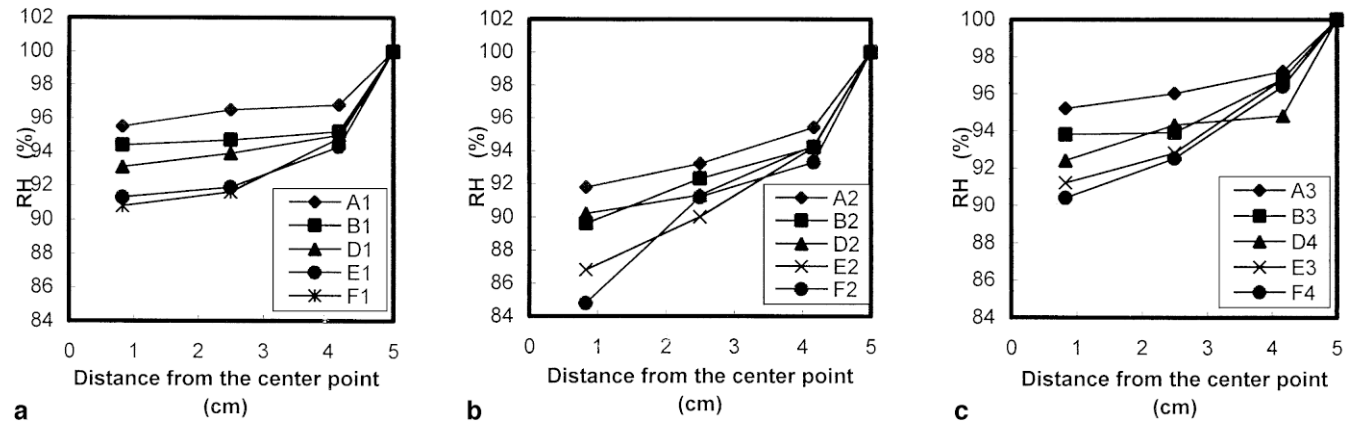 102
100
98
96
94
92
90
88
86
84
RH (%)
0 1 2 3 4 5
Distance from the center point
(cm)
A1
B1
D1
E1
F1
a
102
100
98
96
94
92
90
88
86
84
RH (%)
0 1 2 3 4 5
Distance from the center point
(cm)
A2
B2
D2
E2
F2
b
100
98
96
94
92
90
88
86
84
RH (%)
0 1 2 3 4 5
Distance from the center point
(cm)
A3
B3
D4
E3
F4
c